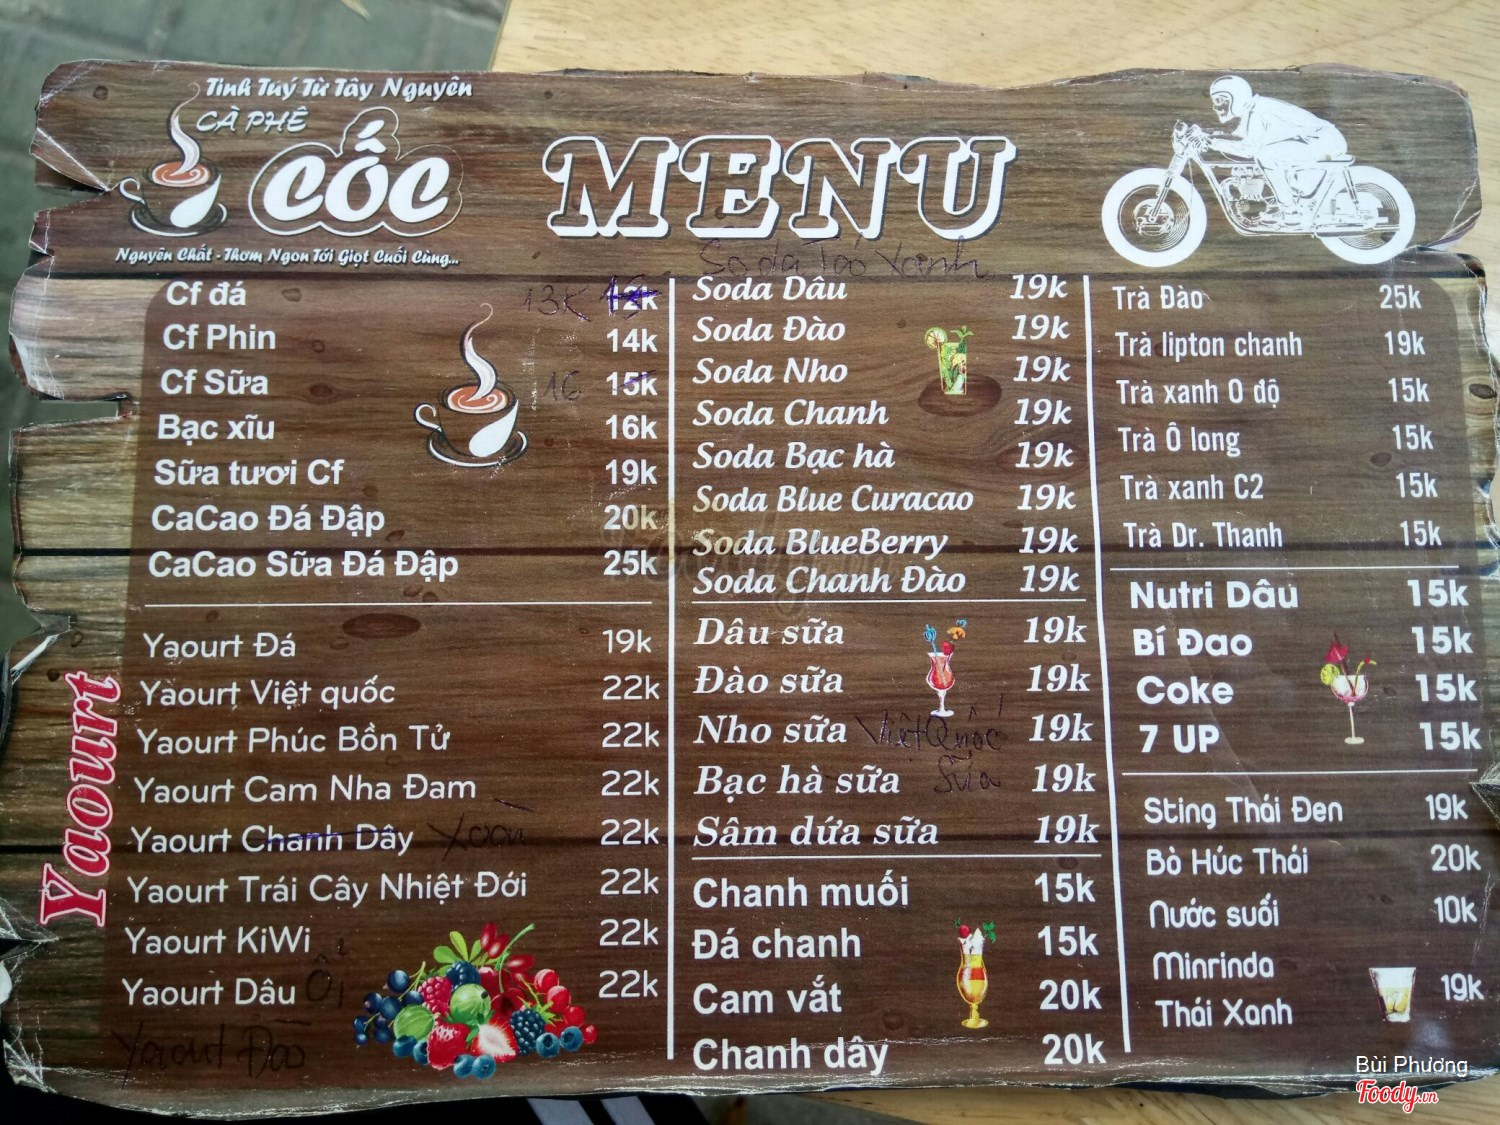 Tinh Tuý Từ Tây Nguyên
CÀ PHÊ
CỐC
Nguyên Chất - Thơm Ngon Tới Giọt Cuối Cùng...
MENU
Cf đá 13k 12k
Cf Phin 14k
Cf Sữa 16 15k
Bạc xĩu 16k
Sữa tươi Cf 19k
CaCao Đá Đập 20k
CaCao Sữa Đá Đập 25k
Yaourt
Yaourt Đá 19k
Yaourt Việt quốc 22k
Yaourt Phúc Bồn Tử 22k
Yaourt Cam Nha Đam 22k
Yaourt Chanh Dây Xoài 22k
Yaourt Trái Cây Nhiệt Đới 22k
Yaourt KiWi 22k
Yaourt Dâu Ổi 22k
Yaourt Đào
Soda Táo Xanh
Soda Dâu 19k
Soda Đào 19k
Soda Nho 19k
Soda Chanh 19k
Soda Bạc hà 19k
Soda Blue Curacao 19k
Soda BlueBerry 19k
Soda Chanh Đào 19k
Dâu sữa 19k
Đào sữa 19k
Nho sữa Việt Quốc 19k
Bạc hà sữa Sữa 19k
Sâm dứa sữa 19k
Chanh muối 15k
Đá chanh 15k
Cam vắt 20k
Chanh dây 20k
Trà Đào 25k
Trà lipton chanh 19k
Trà xanh O độ 15k
Trà Ô long 15k
Trà xanh C2 15k
Trà Dr. Thanh 15k
Nutri Dâu 15k
Bí Đao 15k
Coke 15k
7 UP 15k
Sting Thái Đen 19k
Bò Húc Thái 20k
Nước suối 10k
Minrinda
Thái Xanh 19k
Bùi Phương
Foody.vn